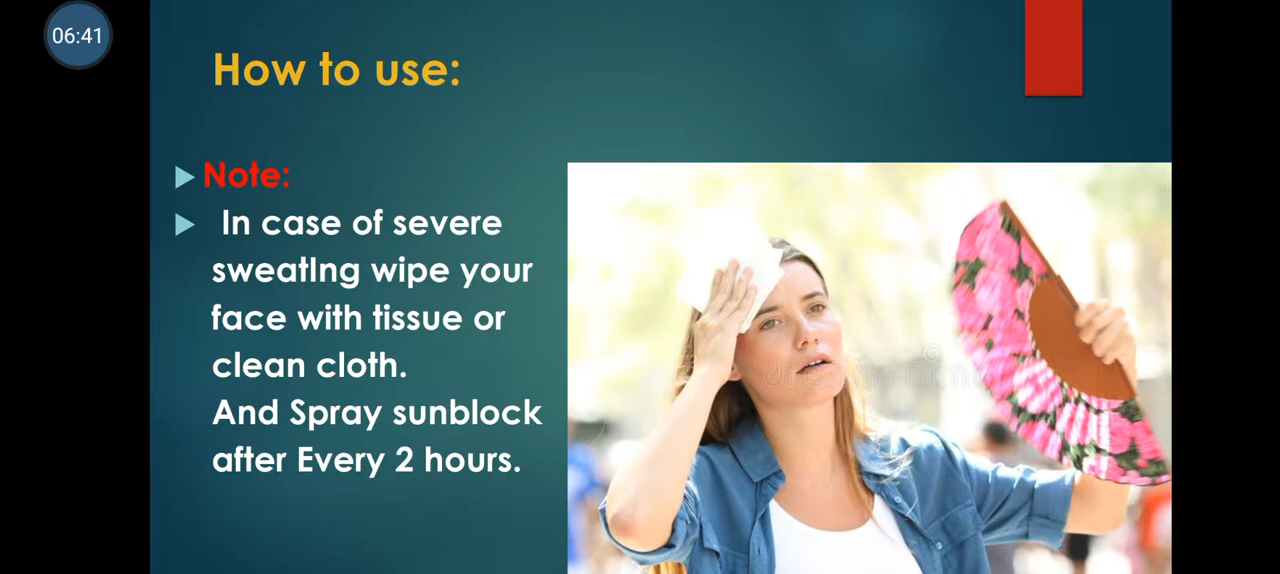 06:41
How to use:
Note:
In case of severe
sweatIng wipe your
face with tissue or
clean cloth.
And Spray sunblock
after Every 2 hours.